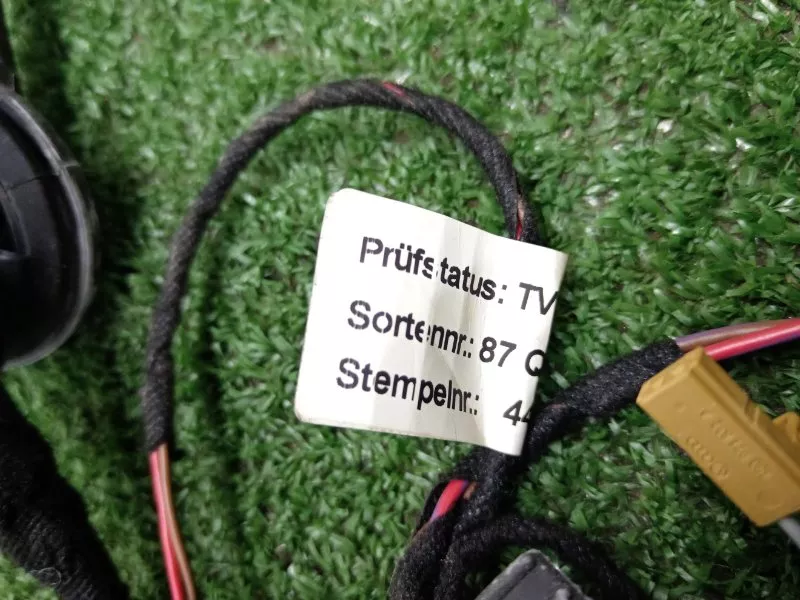 Prüfstatus: TV
Sortennr.: 87 Q
Stempelnr.: 44